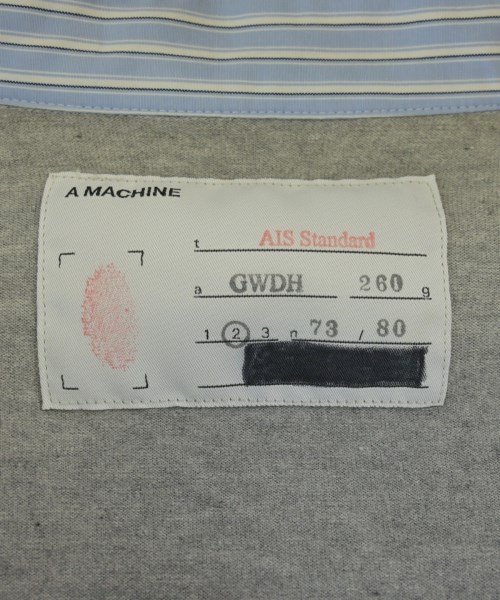 A MACHINE
t AIS Standard
a GWDH 260 g
1 2 3 n 73 / 80